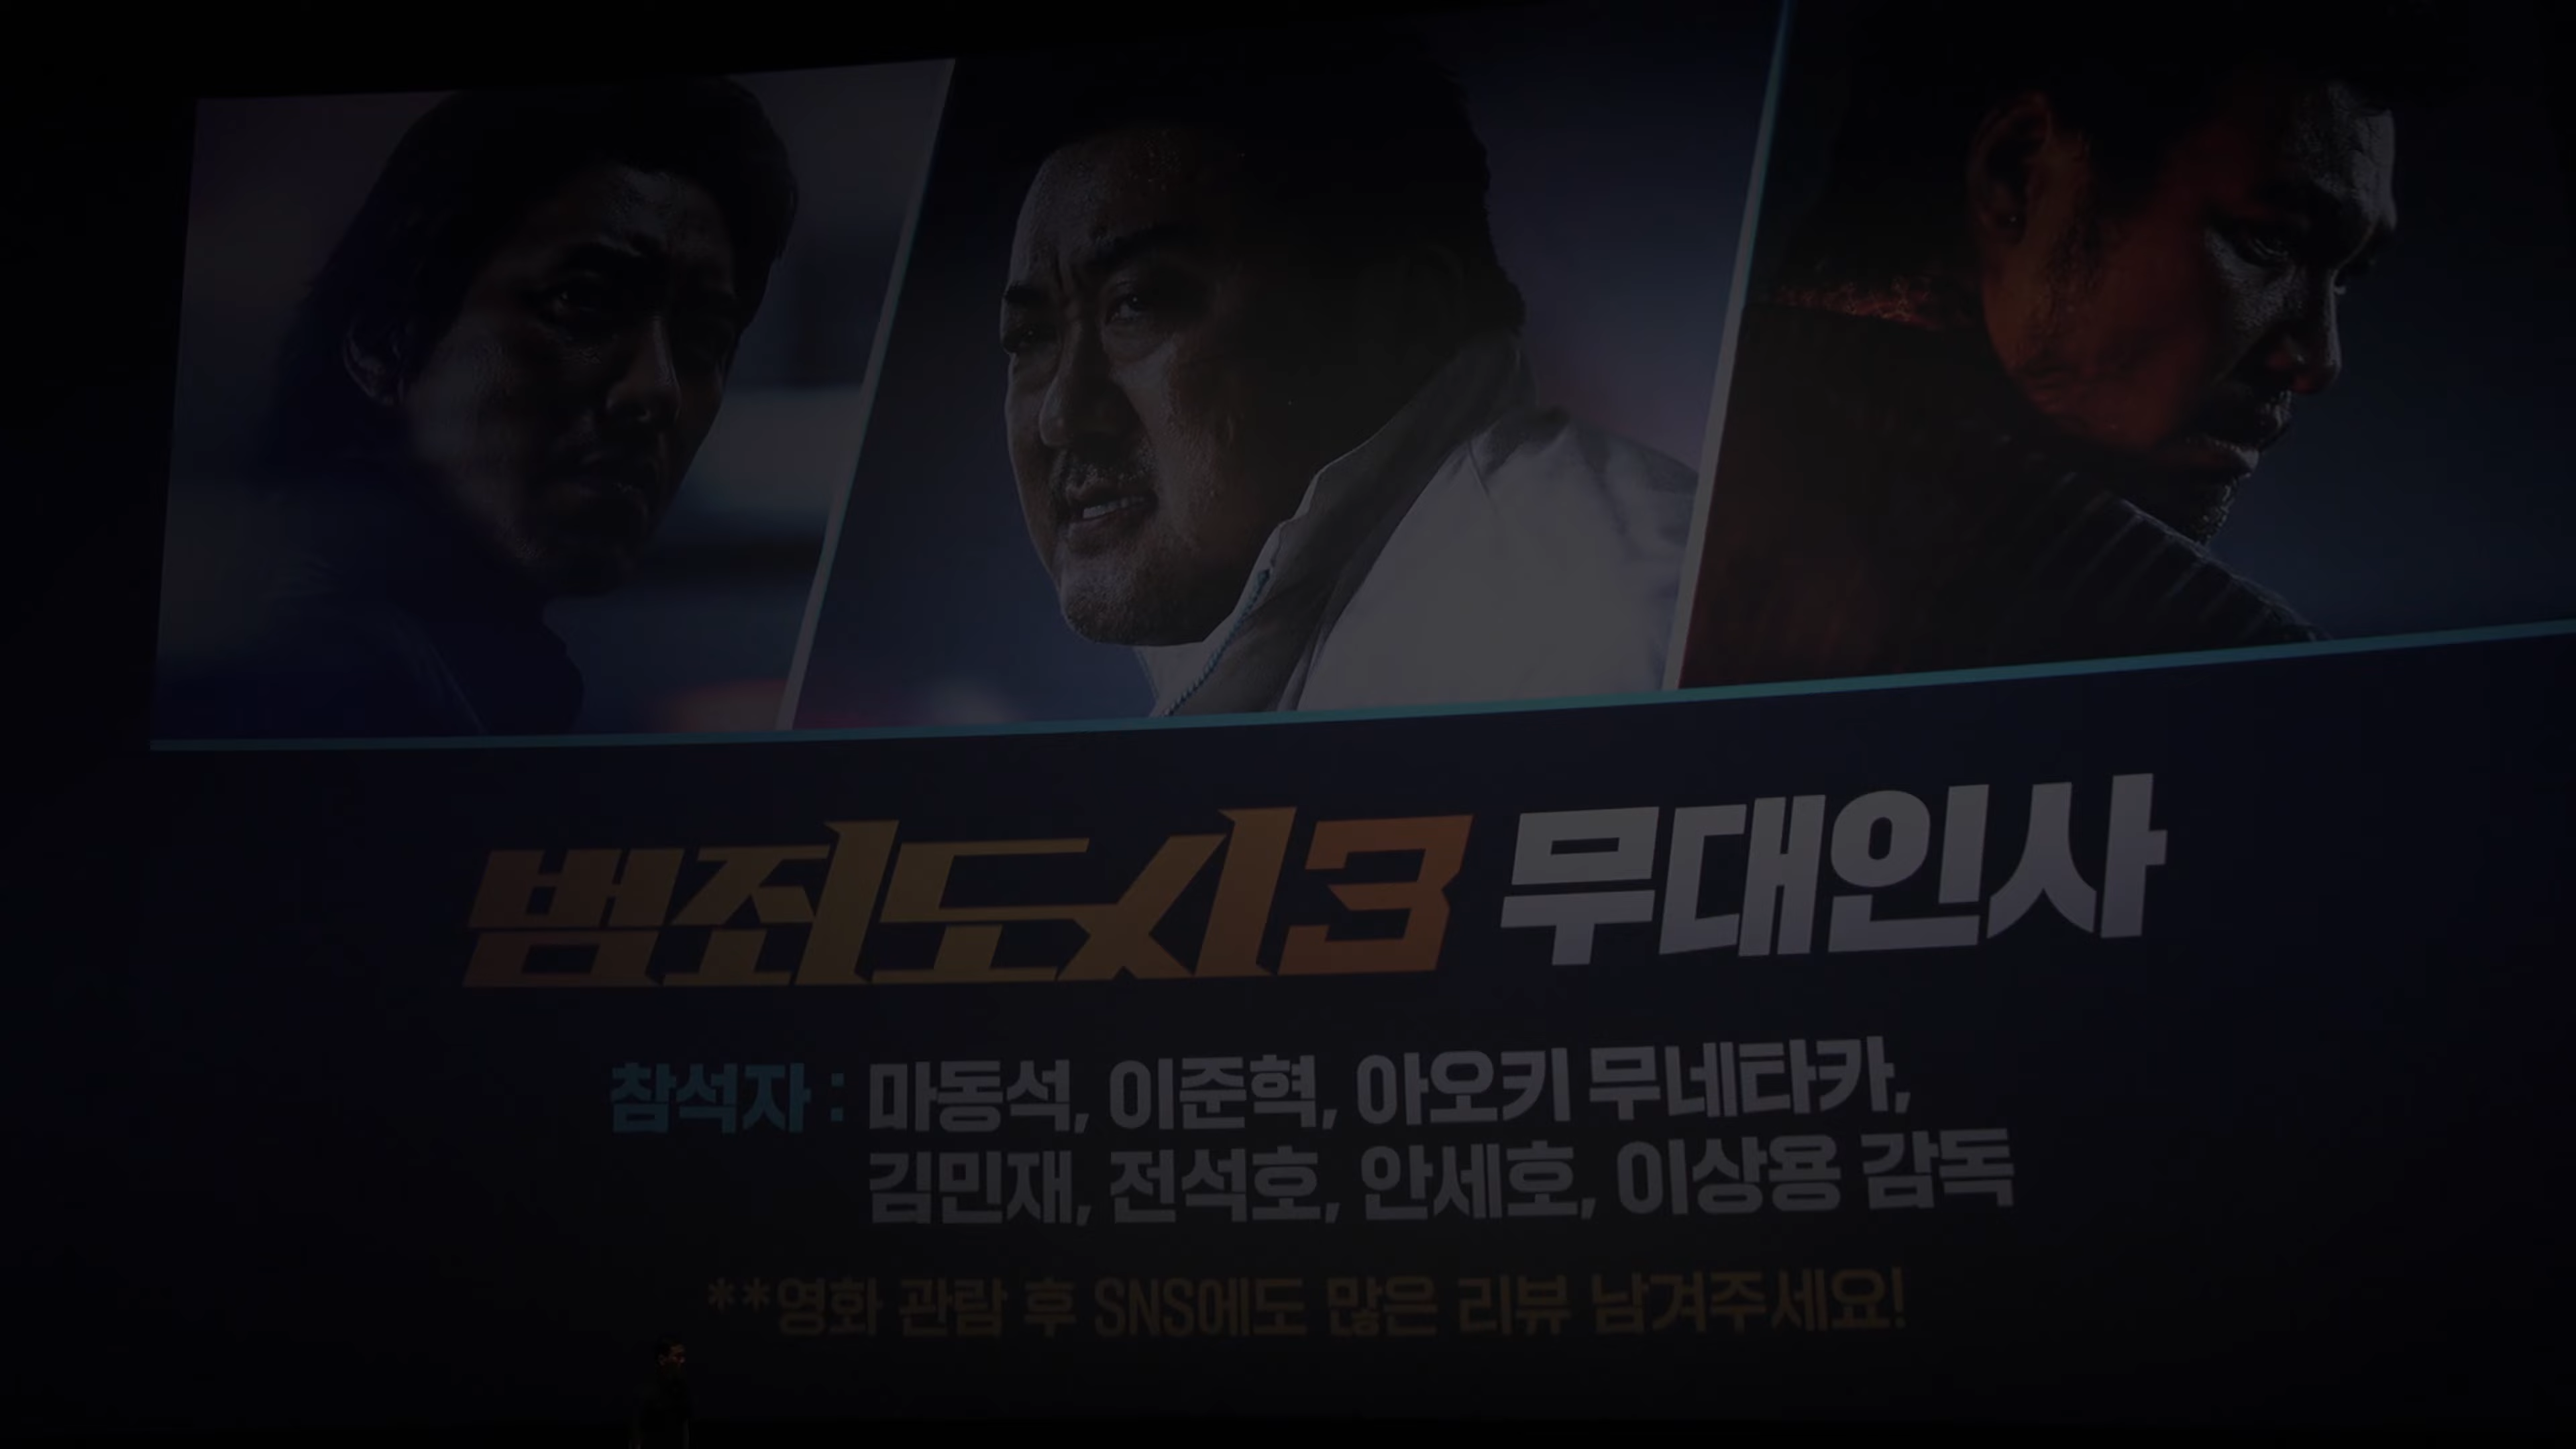 범죄도시3 무대인사
참석자 : 마동석, 이준혁, 아오키 무네타카,
김민재, 전석호, 안세호, 이상용 감독
**영화 관람 후 SNS에도 많은 리뷰 남겨주세요!